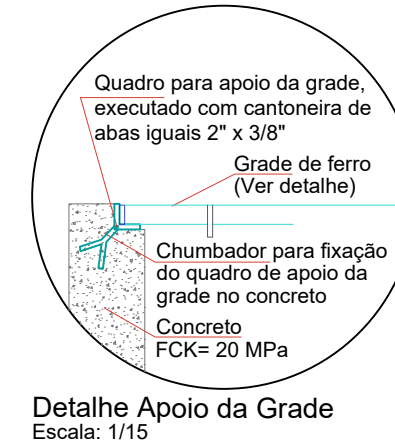 Quadro para apoio da grade,
executado com cantoneira de
abas iguais 2" x 3/8"
Grade de ferro
(Ver detalhe)
Chumbador para fixação
do quadro de apoio da
grade no concreto
Concreto
FCK= 20 MPa
Detalhe Apoio da Grade
Escala: 1/15